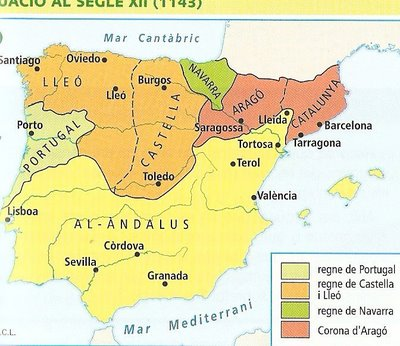 UACIÓ AL SEGLE XII (1143)
Mar Cantàbric
Santiago
Oviedo
LLEÓ
Lleó
Burgos
NAVARRA
ARAGÓ
CATALUNYA
CASTELLA
Porto
PORTUGAL
Saragossa
Lleida
Barcelona
Tarragona
Tortosa
Terol
Toledo
València
Lisboa
AL-ÀNDALUS
Còrdova
Sevilla
Granada
Mar Mediterrani
A.C.L.
regne de Portugal
regne de Castella
i Lleó
regne de Navarra
Corona d'Aragó